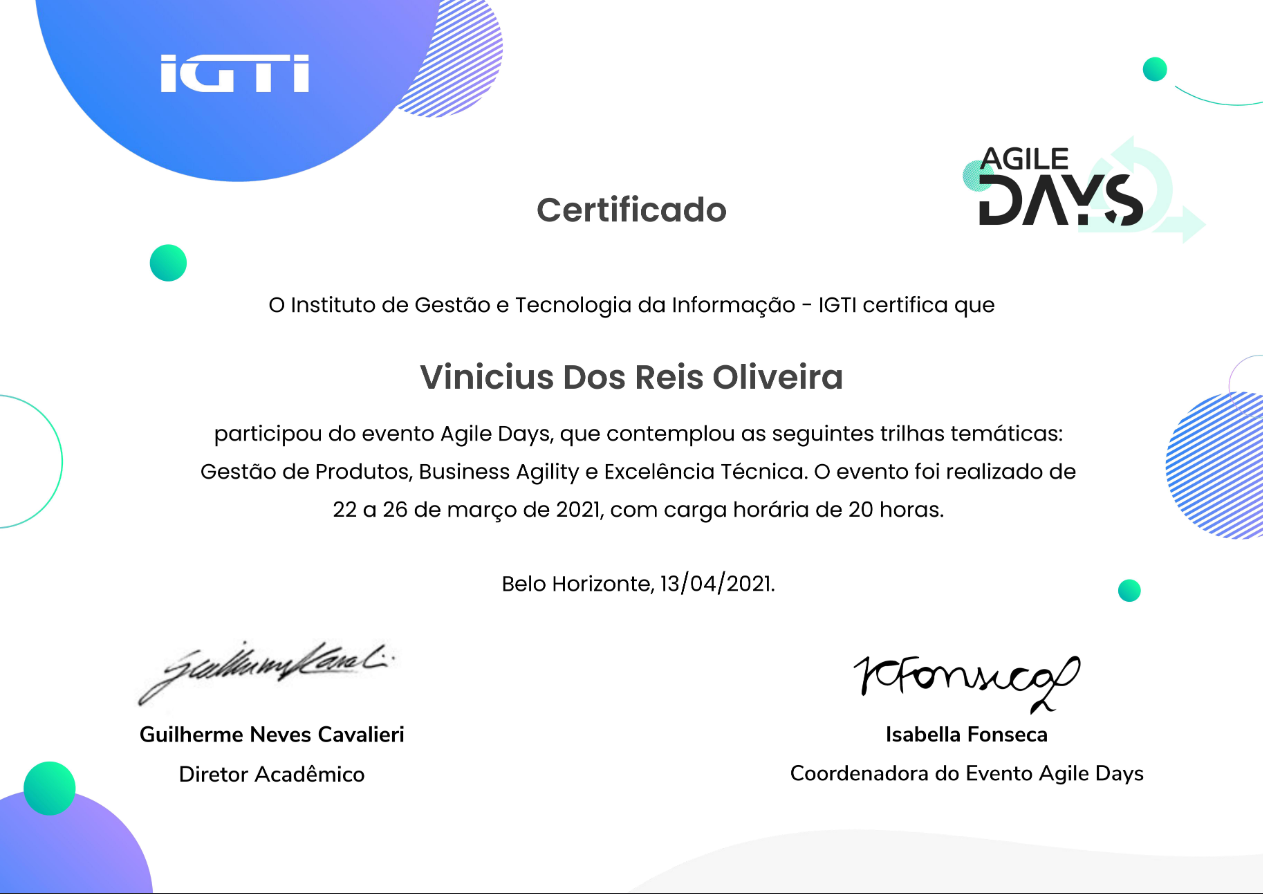 iGTi
AGILE
DAYS
Certificado
O Instituto de Gestão e Tecnologia da Informação - IGTI certifica que
Vinicius Dos Reis Oliveira
participou do evento Agile Days, que contemplou as seguintes trilhas temáticas:
Gestão de Produtos, Business Agility e Excelência Técnica. O evento foi realizado de
22 a 26 de março de 2021, com carga horária de 20 horas.
Belo Horizonte, 13/04/2021.
Guilherme Neves Cavalieri
Diretor Acadêmico
Isabella Fonseca
Coordenadora do Evento Agile Days